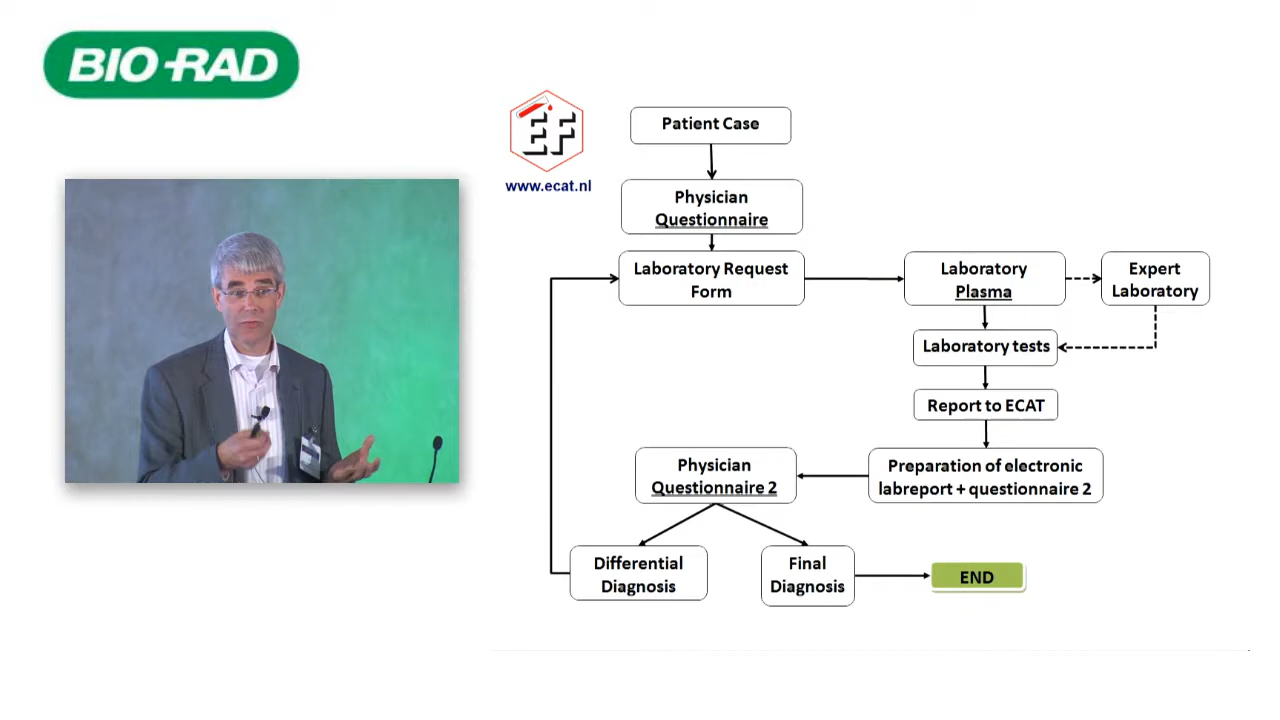 BIO-RAD
EF
www.ecat.nl
Patient Case
Physician
Questionnaire
Laboratory Request
Form
Laboratory
Plasma
Expert
Laboratory
Laboratory tests
Report to ECAT
Preparation of electronic
labreport + questionnaire 2
Physician
Questionnaire 2
Differential
Diagnosis
Final
Diagnosis
END